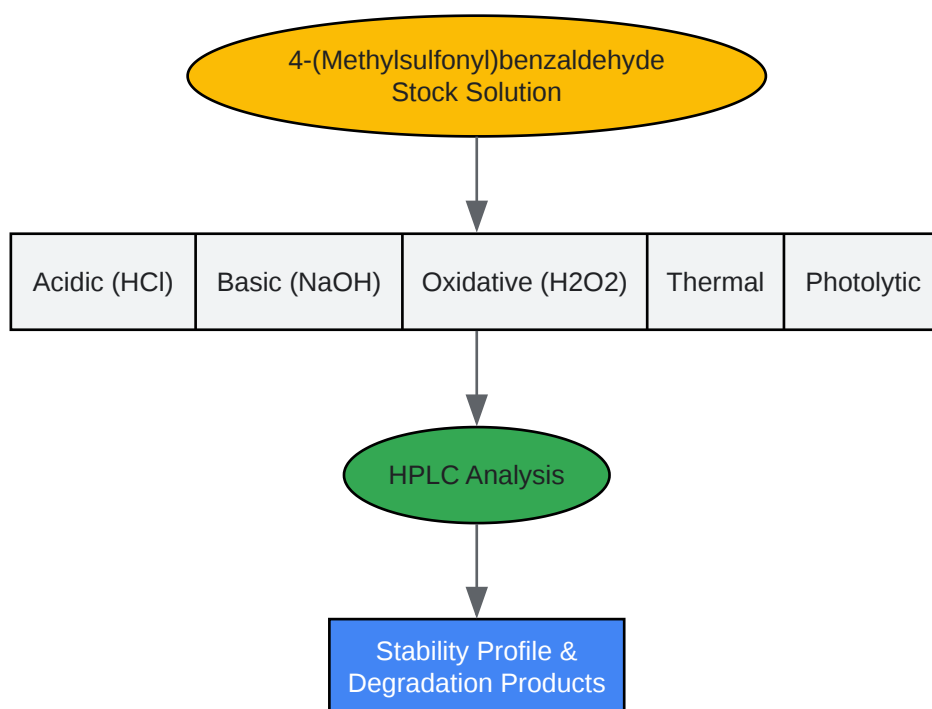 4-(Methylsulfonyl)benzaldehyde
Stock Solution
Acidic (HCl)
Basic (NaOH)
Oxidative (H2O2)
Thermal
Photolytic
HPLC Analysis
Stability Profile &
Degradation Products